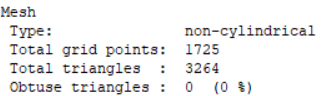 Mesh
Type: non-cylindrical
Total grid points: 1725
Total triangles : 3264
Obtuse triangles : 0 (0 %)